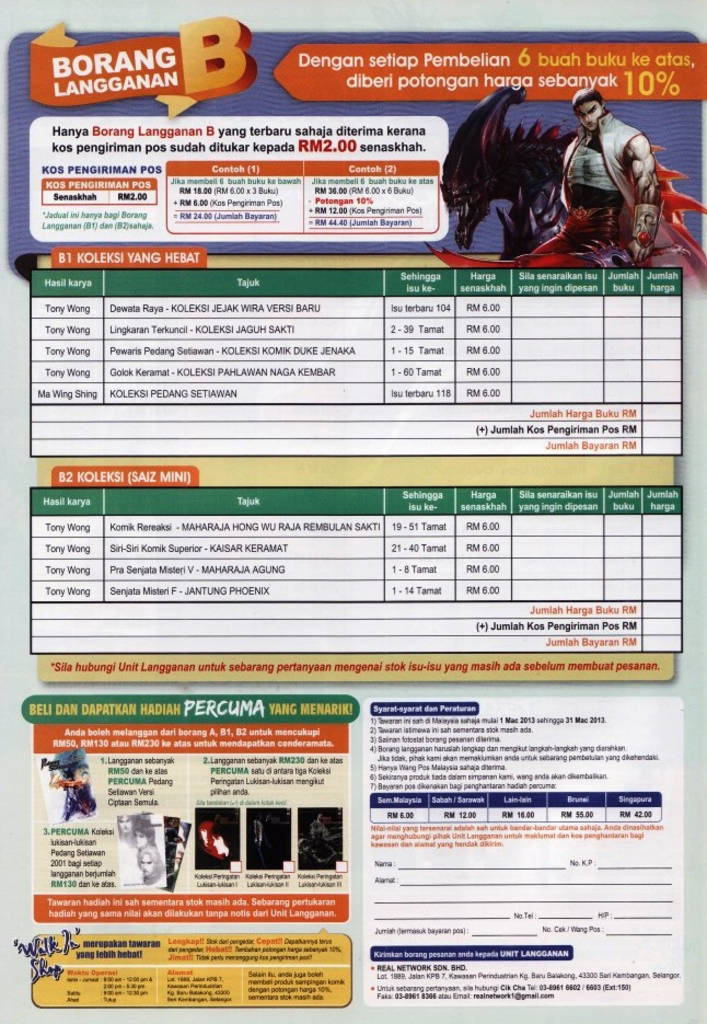 BORANG
LANGGANAN
B
Dengan setiap Pembelian 6 buah buku ke atas,
diberi potongan harga sebanyak 10%
Hanya Borang Langganan B yang terbaru sahaja diterima kerana
kos pengiriman pos sudah ditukar kepada RM2.00 senaskhah.
KOS PENGIRIMAN POS
KOS PENGIRIMAN POS
Senaskhah RM2.00
*Jadual ini hanya bagi Borang
Langganan (B1) dan (B2)sahaja.
Contoh (1)
Jika membeli 6 buah buku ke bawah
RM 18.00 (RM 6.00 x 3 Buku)
+ RM 6.00 (Kos Pengiriman Pos)
= RM 24.00 (Jumlah Bayaran)
Contoh (2)
Jika membeli 6 buah buku ke atas
RM 36.00 (RM 6.00 x 6 Buku)
- Potongan 10%
+ RM 12.00 (Kos Pengiriman Pos)
= RM 44.40 (Jumlah Bayaran)
B1 KOLEKSI YANG HEBAT
Hasil karya Tajuk Sehingga isu ke- Harga senaskhah Sila senaraikan isu yang ingin dipesan Jumlah buku Jumlah harga
Tony Wong Dewata Raya - KOLEKSI JEJAK WIRA VERSI BARU Isu terbaru 104 RM 6.00
Tony Wong Lingkaran Terkuncil - KOLEKSI JAGUH SAKTI 2 - 39 Tamat RM 6.00
Tony Wong Pewaris Pedang Setiawan - KOLEKSI KOMIK DUKE JENAKA 1 - 15 Tamat RM 6.00
Tony Wong Golok Keramat - KOLEKSI PAHLAWAN NAGA KEMBAR 1 - 60 Tamat RM 6.00
Ma Wing Shing KOLEKSI PEDANG SETIAWAN Isu terbaru 118 RM 6.00
Jumlah Harga Buku RM
(+) Jumlah Kos Pengiriman Pos RM
Jumlah Bayaran RM
B2 KOLEKSI (SAIZ MINI)
Hasil karya Tajuk Sehingga isu ke- Harga senaskhah Sila senaraikan isu yang ingin dipesan Jumlah buku Jumlah harga
Tony Wong Komik Rereaksi - MAHARAJA HONG WU RAJA REMBULAN SAKTI 19 - 51 Tamat RM 6.00
Tony Wong Siri-Siri Komik Superior - KAISAR KERAMAT 21 - 40 Tamat RM 6.00
Tony Wong Pra Senjata Misteri V - MAHARAJA AGUNG 1 - 8 Tamat RM 6.00
Tony Wong Senjata Misteri F - JANTUNG PHOENIX 1 - 14 Tamat RM 6.00
Jumlah Harga Buku RM
(+) Jumlah Kos Pengiriman Pos RM
Jumlah Bayaran RM
*Sila hubungi Unit Langganan untuk sebarang pertanyaan mengenai stok isu-isu yang masih ada sebelum membuat pesanan.
BELI DAN DAPATKAN HADIAH PERCUMA YANG MENARIK!
Anda boleh melanggan dari borang A, B1, B2 untuk mencukupi
RM50, RM130 atau RM230 ke atas untuk mendapatkan cenderamata.
1.Langganan sebanyak
RM50 dan ke atas
PERCUMA Pedang
Setiawan Versi
Ciptaan Semula.
2.Langganan sebanyak RM230 dan ke atas
PERCUMA satu di antara tiga Koleksi
Peringatan Lukisan-lukisan mengikut
pilihan anda.
Sila tandakan (√) di dalam kotak kecil
3.PERCUMA Koleksi
lukisan-lukisan
Pedang Setiawan
2001 bagi setiap
langganan berjumlah
RM130 dan ke atas.
Koleksi Peringatan
Lukisan-lukisan I
Koleksi Peringatan
Lukisan-lukisan II
Koleksi Peringatan
Lukisan-lukisan III
Tawaran hadiah ini sah sementara stok masih ada. Sebarang pertukaran
hadiah yang sama nilai akan dilakukan tanpa notis dari Unit Langganan.
'Walk In'
Shop
merupakan tawaran
yang lebih hebat!
Lengkap!! Stok dari pengedar, Cepat!! Dapatkannya terus
dari pengedar, Hebat!! Tambahan potongan harga sebanyak 10%,
Jimat!! Tidak perlu menanggung kos pengiriman pos!!
Waktu Operasi
Isnin - Jumaat : 9:00 am - 12:00 pm &
2:00 pm - 5:30 pm
Sabtu : 9:00 am - 12:30 pm
Ahad : Tutup
Alamat
Lot. 1989, Jalan KPB 7,
Kawasan Perindustrian
Kg. Baru Balakong, 43300
Seri Kembangan, Selangor.
Selain itu, anda juga boleh
membeli produk sampingan komik
dengan potongan harga 10%,
sementara stok masih ada.
Syarat-syarat dan Peraturan
1) Tawaran ini sah di Malaysia sahaja mulai 1 Mac 2013 sehingga 31 Mac 2013.
2) Tawaran istimewa ini sah sementara stok masih ada.
3) Salinan fotostat borang pesanan diterima.
4) Borang langganan haruslah lengkap dan mengikut langkah-langkah yang diarahkan.
Jika tidak, pihak kami akan memaklumkan anda untuk sebarang pembetulan yang dikehendaki.
5) Hanya Wang Pos Malaysia sahaja diterima.
6) Sekiranya produk tiada dalam simpanan kami, wang anda akan dikembalikan.
7) Bayaran pos dikenakan bagi penghantaran hadiah percuma:
Sem.Malaysia Sabah / Sarawak Lain-lain Brunei Singapura
RM 6.00 RM 12.00 RM 16.00 RM 55.00 RM 42.00
Nilai-nilai yang tersenarai adalah sah untuk bandar-bandar utama sahaja. Anda dinasihatkan
agar menghubungi pihak UNIT LANGGANAN untuk maklumat dan kos penghantaran bagi
kawasan dan alamat yang hendak dikirim.
Nama : No. K.P :
Alamat :
No.Tel : H/P :
Jumlah (termasuk bayaran pos) : No. Cek / Wang Pos :
Kirimkan borang pesanan anda kepada UNIT LANGGANAN
• REAL NETWORK SDN. BHD.
Lot. 1989, Jalan KPB 7, Kawasan Perindustrian Kg. Baru Balakong, 43300 Seri Kembangan, Selangor.
• Untuk sebarang pertanyaan, sila hubungi Cik Cha Tel: 03-8961 6602 / 6603 (Ext:150)
Faks: 03-8961 8366 atau Email: realnetwork1@gmail.com